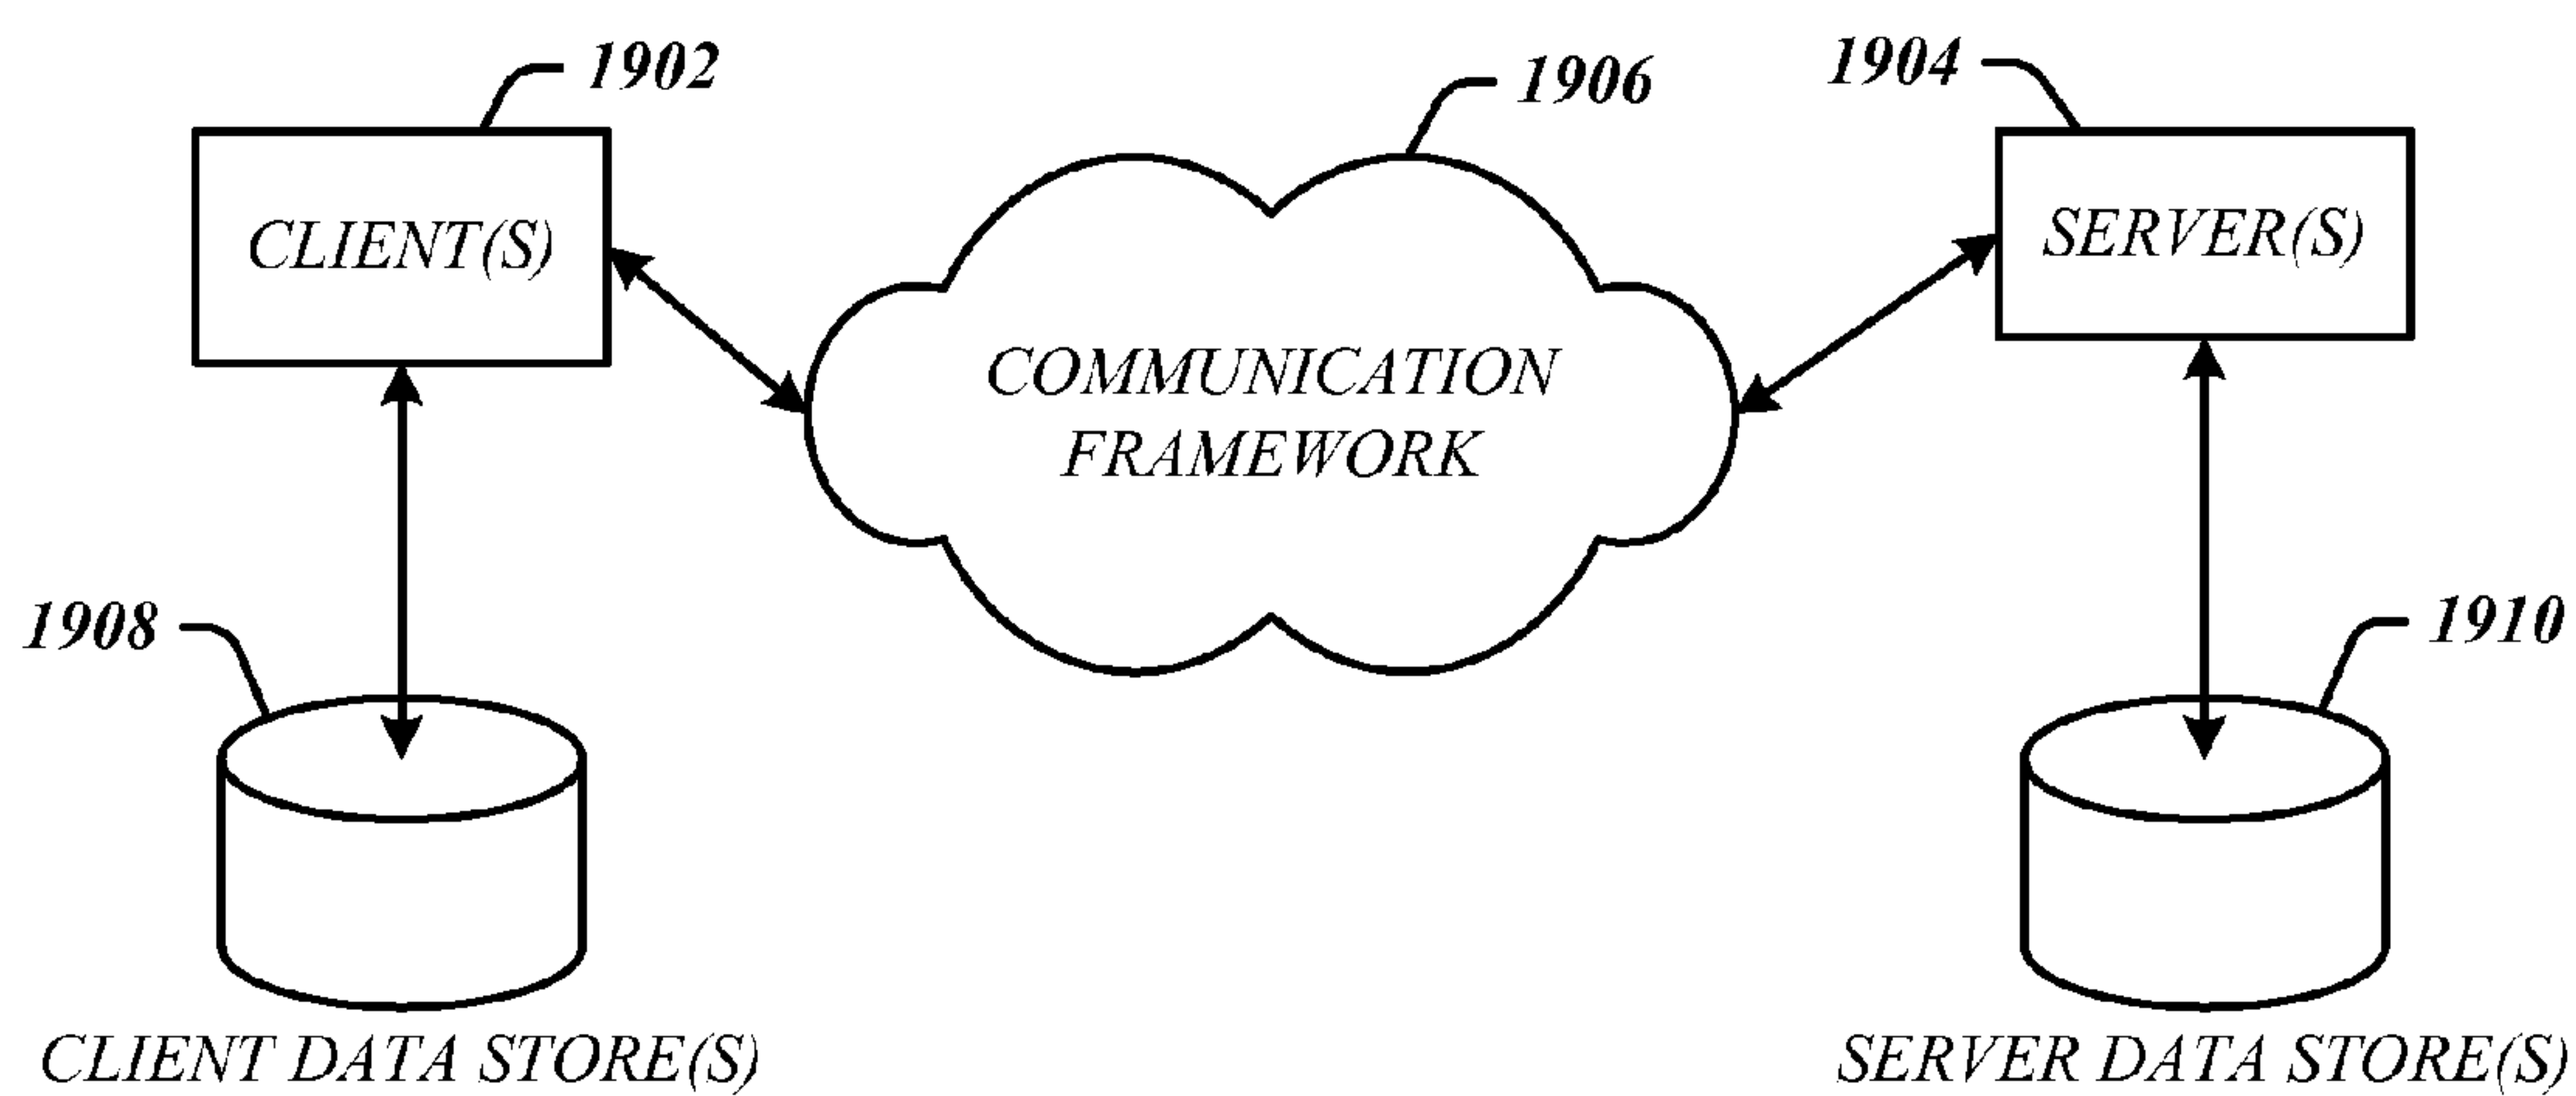 1902
1906
1904
CLIENT(S)
SERVER(S)
COMMUNICATION
FRAMEWORK
1908
1910
CLIENT DATA STORE(S)
SERVER DATA STORE(S)